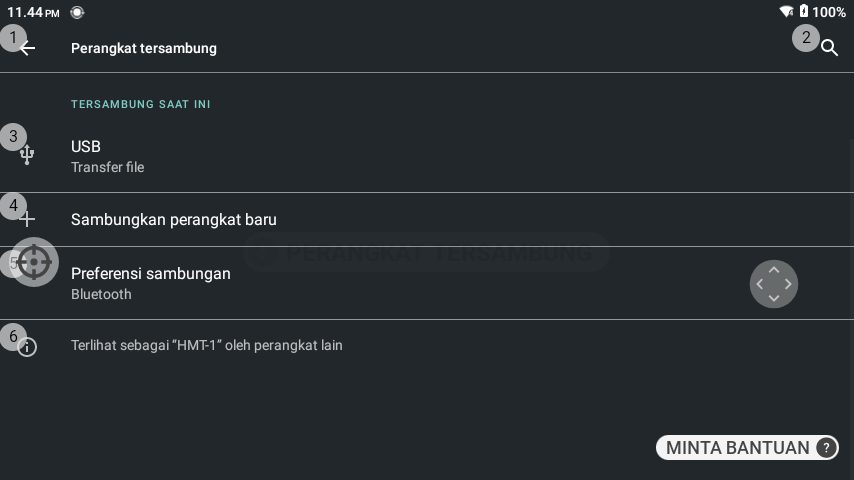 11.44 PM
100%
1
Perangkat tersambung
2
TERSAMBUNG SAAT INI
3
USB
Transfer file
4
Sambungkan perangkat baru
PERANGKAT TERSAMBUNG
5
Preferensi sambungan
Bluetooth
6
Terlihat sebagai “HMT-1” oleh perangkat lain
MINTA BANTUAN ?